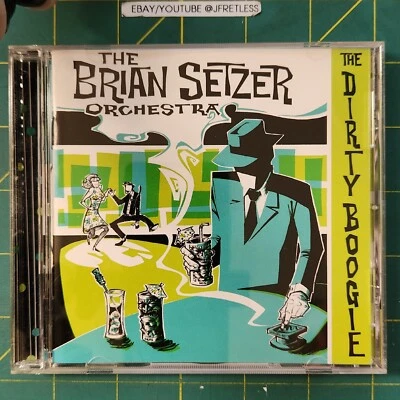 EBAY/YOUTUBE @JFRETLESS
THE
BRIAN SETZER
ORCHESTRA
THE DIRTY BOOGIE